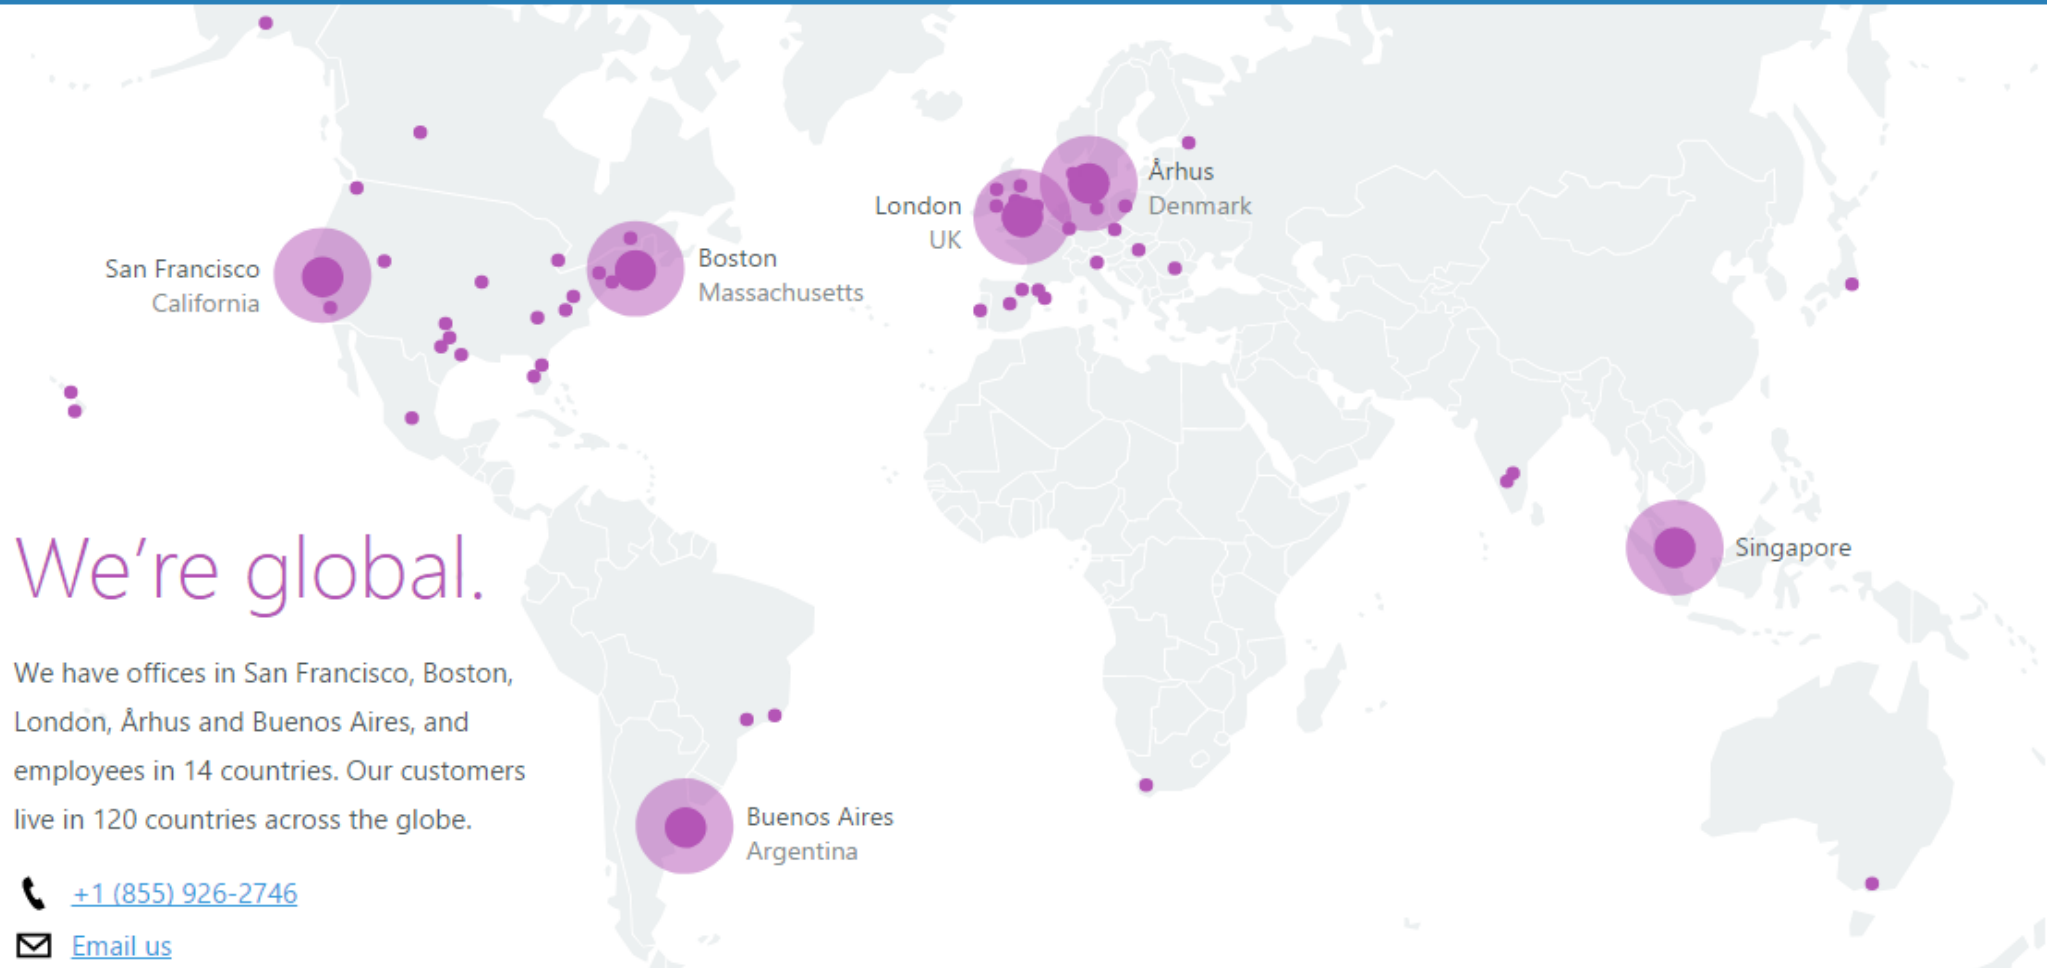 San Francisco
California
Boston
Massachusetts
London
UK
Århus
Denmark
Singapore
Buenos Aires
Argentina
We're global.
We have offices in San Francisco, Boston,
London, Århus and Buenos Aires, and
employees in 14 countries. Our customers
live in 120 countries across the globe.
+1 (855) 926-2746
Email us